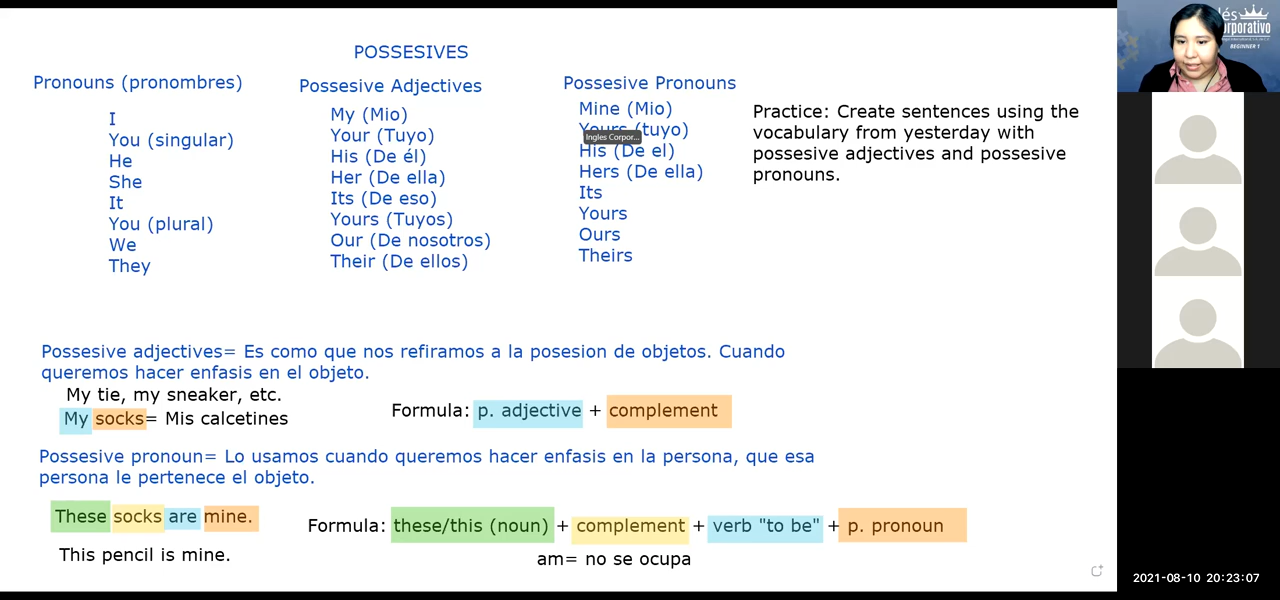 POSSESIVES
Pronouns (pronombres)
I
You (singular)
He
She
It
You (plural)
We
They
Possesive Adjectives
My (Mio)
Your (Tuyo)
His (De él)
Her (De ella)
Its (De eso)
Yours (Tuyos)
Our (De nosotros)
Their (De ellos)
Possesive Pronouns
Mine (Mio)
Yours (tuyo)
Ingles Corpor...
His (De el)
Hers (De ella)
Its
Yours
Ours
Theirs
Practice: Create sentences using the
vocabulary from yesterday with
possesive adjectives and possesive
pronouns.
Possesive adjectives= Es como que nos refiramos a la posesion de objetos. Cuando
queremos hacer enfasis en el objeto.
My tie, my sneaker, etc.
My socks= Mis calcetines
Formula: p. adjective + complement
Possesive pronoun= Lo usamos cuando queremos hacer enfasis en la persona, que esa
persona le pertenece el objeto.
These socks are mine.
Formula: these/this (noun) + complement + verb "to be" + p. pronoun
This pencil is mine.
am= no se ocupa
BEGINNER 1
2021-08-10 20:23:07